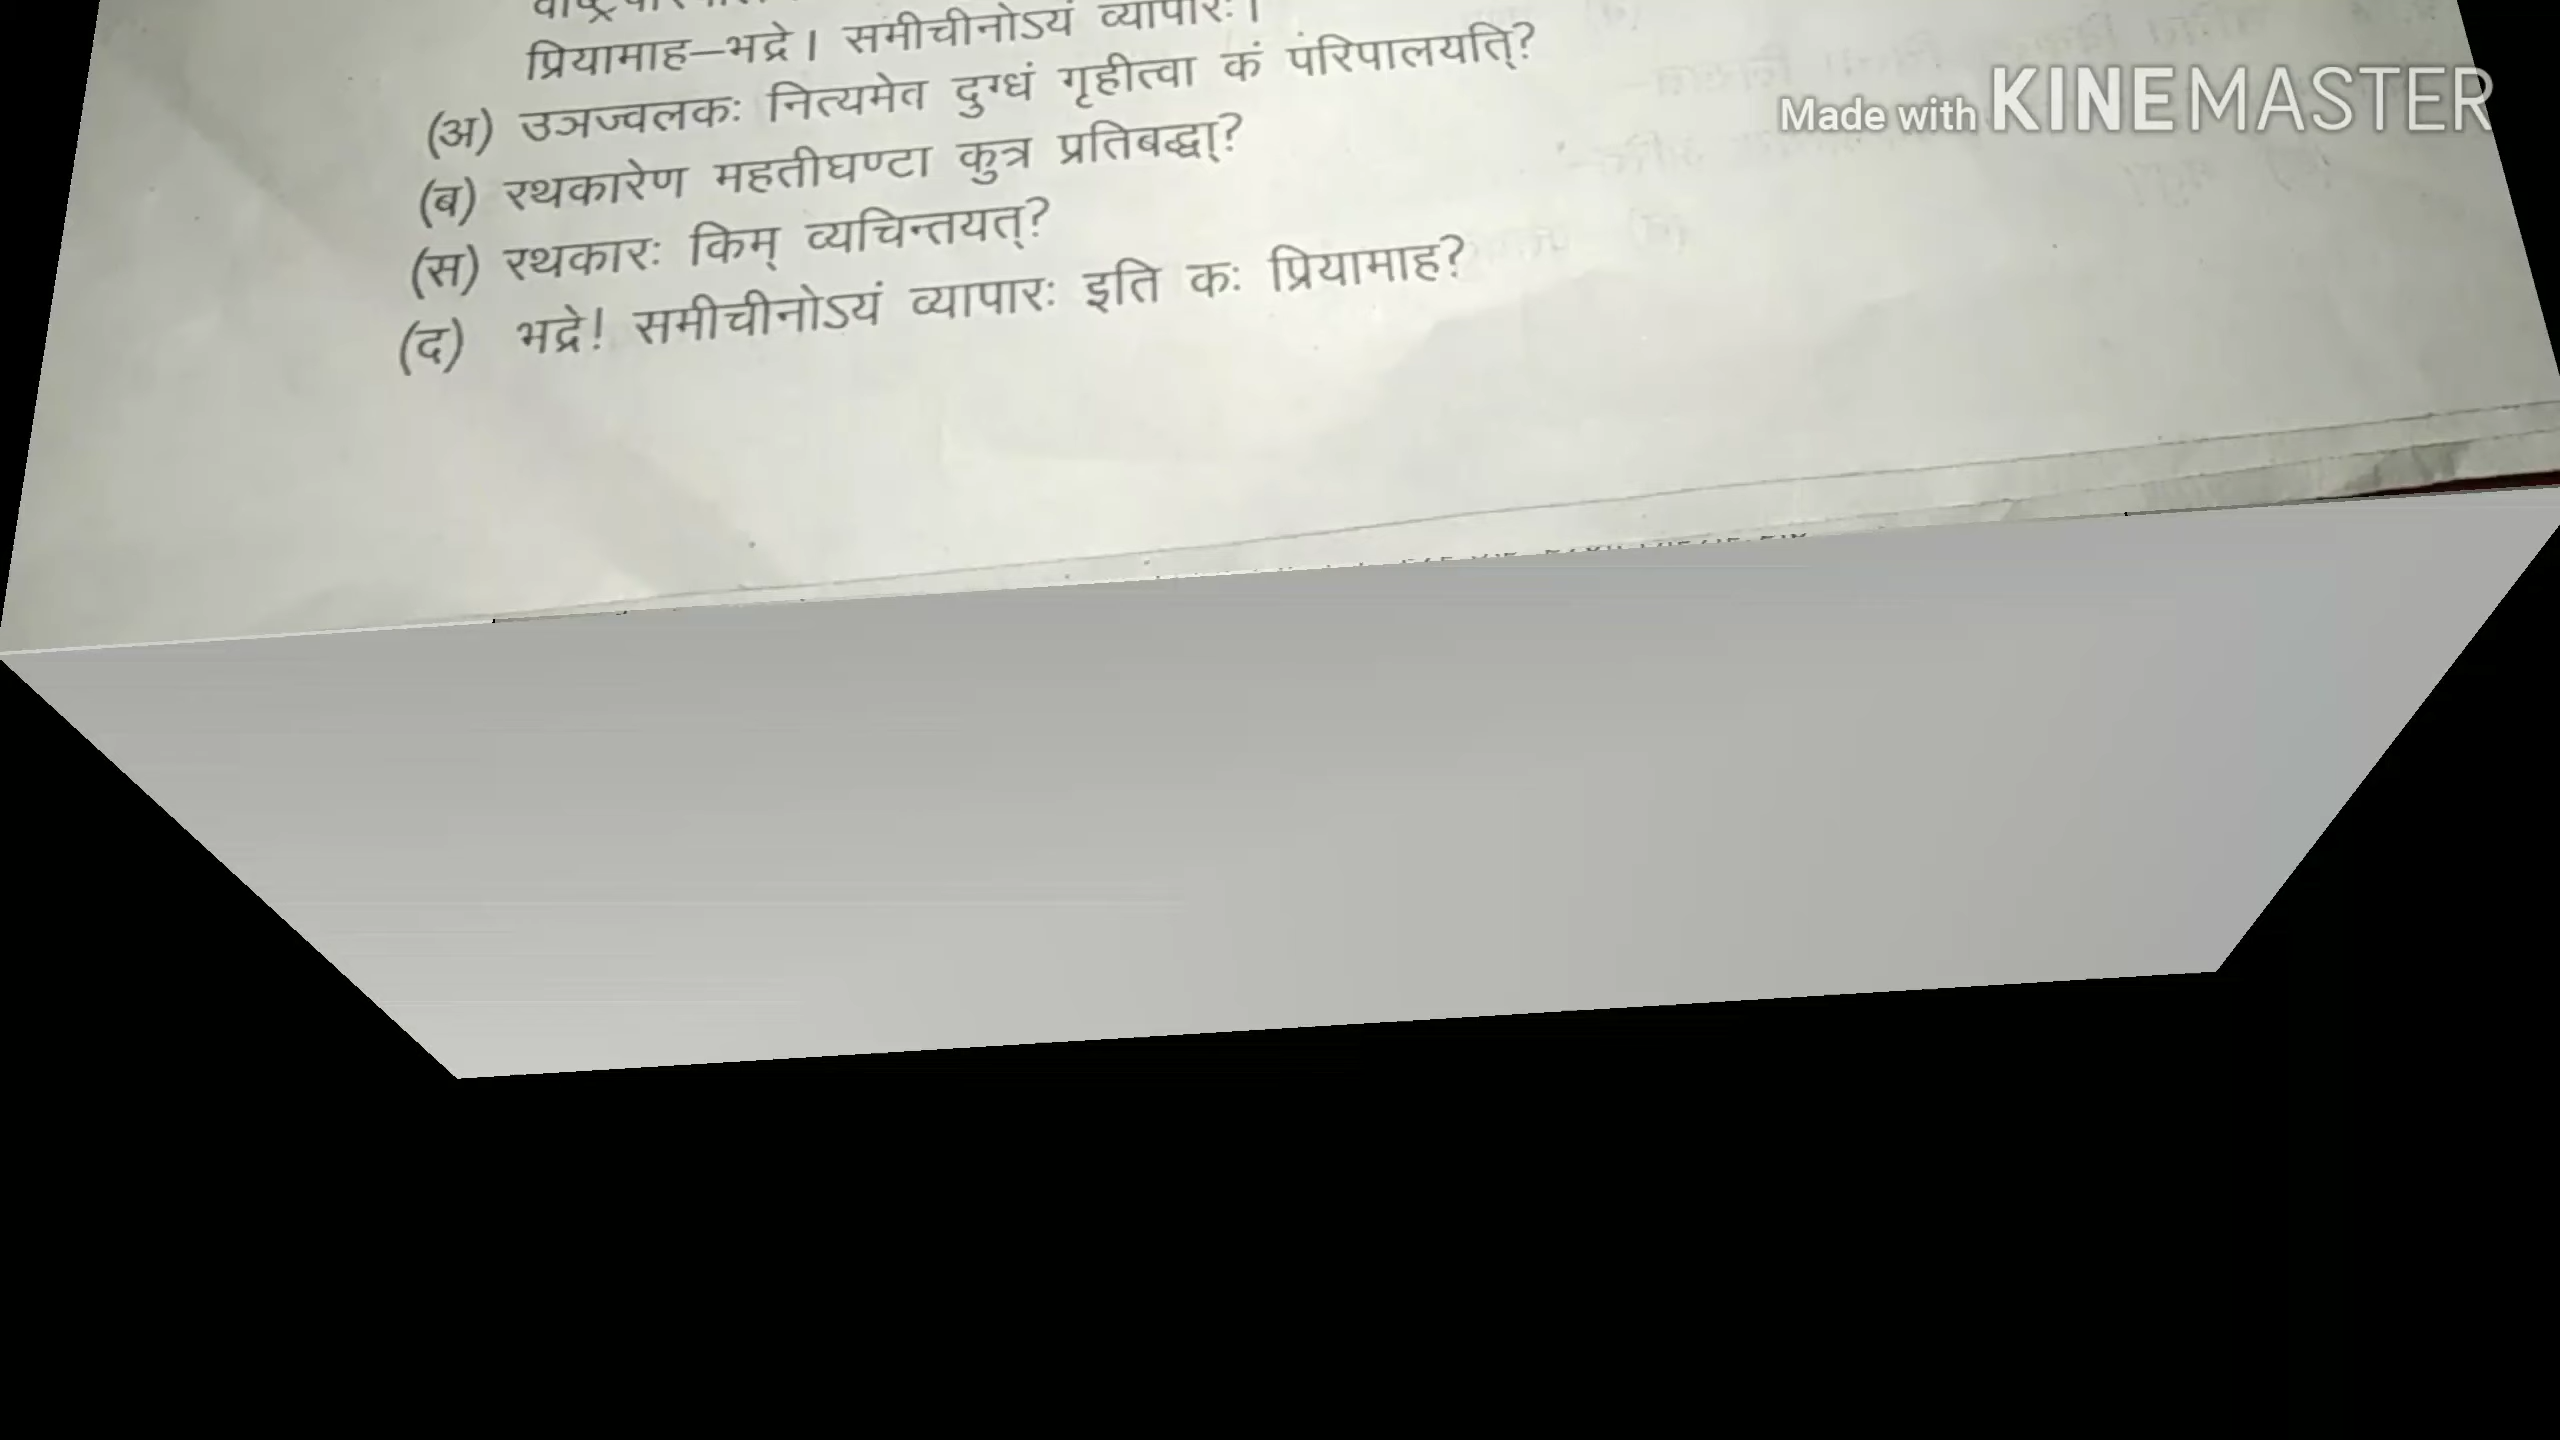 प्रियामाह—भद्रे। समीचीनोऽयं व्यापारः।
(अ) उञ्ज्वलकः नित्यमेव दुग्धं गृहीत्वा कं परिपालयति?
(ब) रथकारेण महतीघण्टा कुत्र प्रतिबद्धा?
(स) रथकारः किम् व्यचिन्तयत्?
(द) भद्रे! समीचीनोऽयं व्यापारः इति कः प्रियामाह?
Made with KINEMASTER